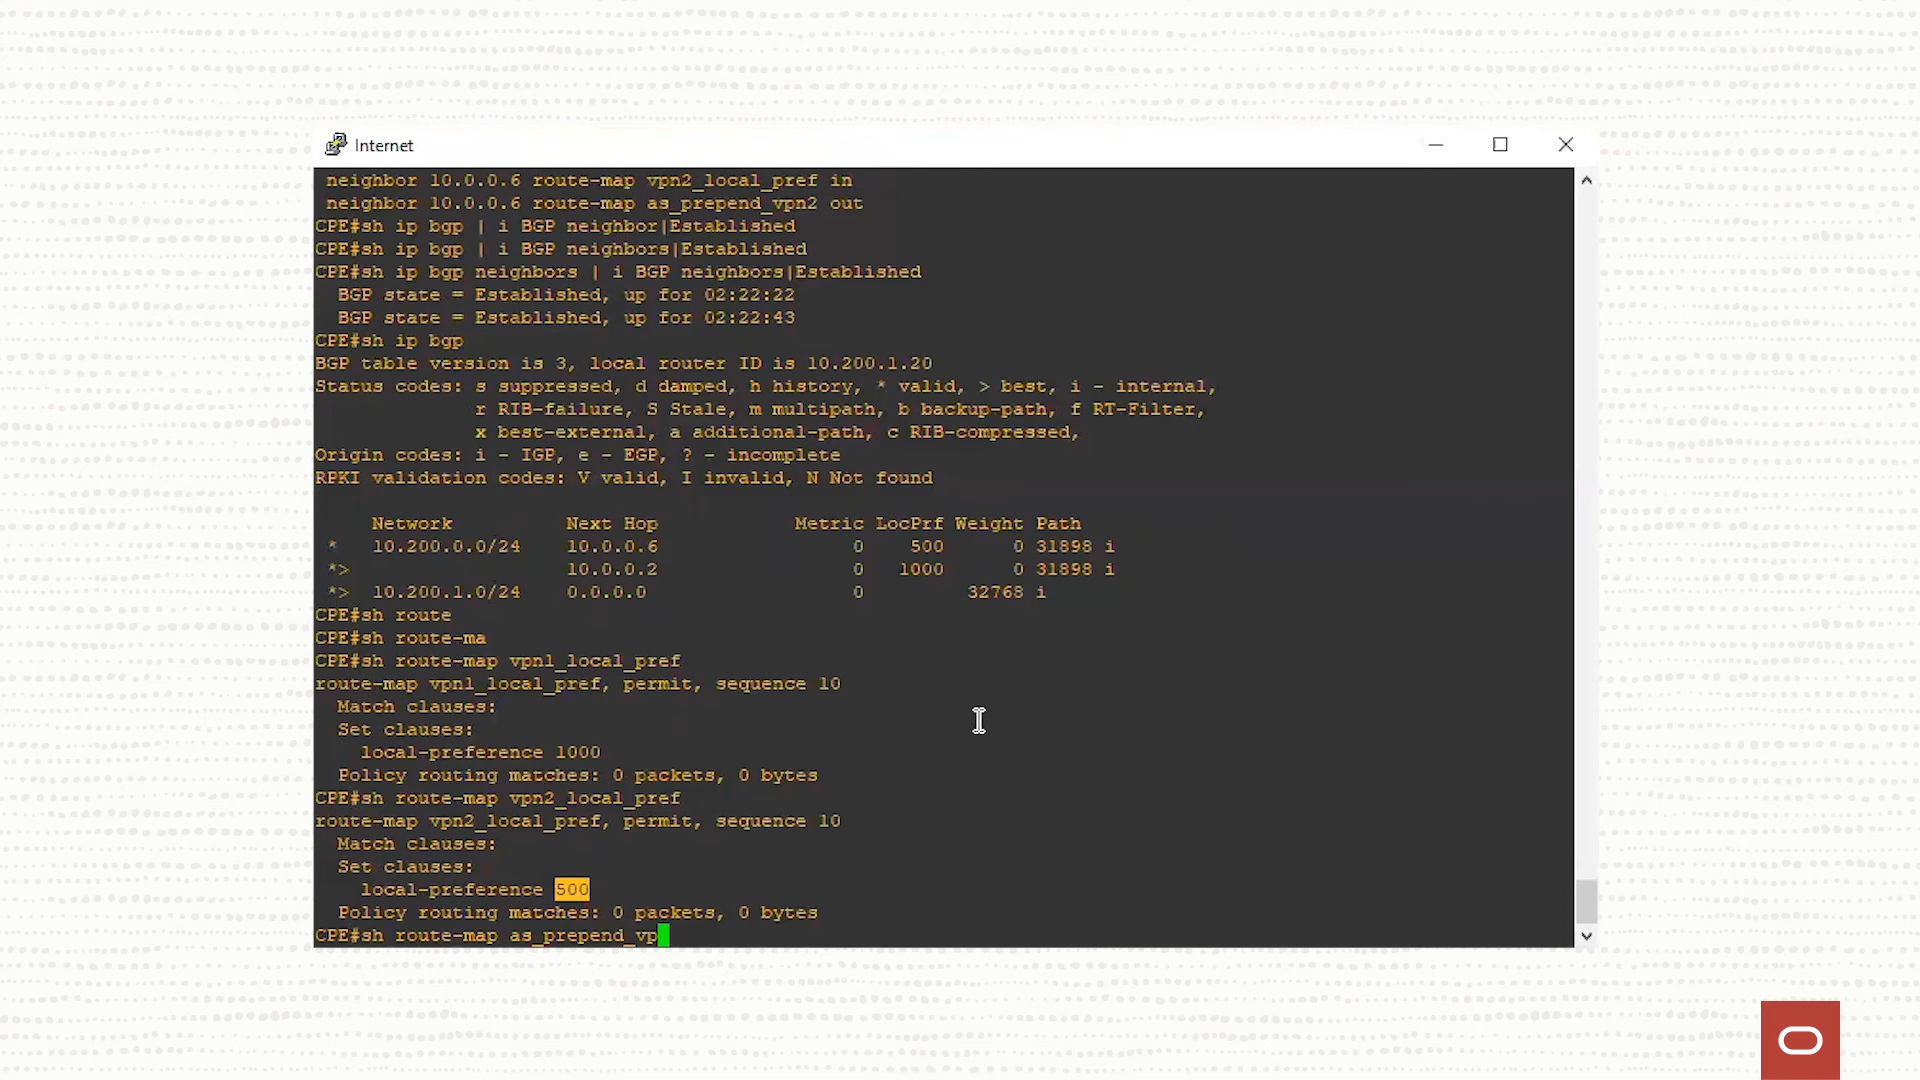 Internet
neighbor 10.0.0.6 route-map vpn2_local_pref in
neighbor 10.0.0.6 route-map as_prepend_vpn2 out
CPE#sh ip bgp | i BGP neighbor|Established
CPE#sh ip bgp | i BGP neighbors|Established
CPE#sh ip bgp neighbors | i BGP neighbors|Established
BGP state = Established, up for 02:22:22
BGP state = Established, up for 02:22:43
CPE#sh ip bgp
BGP table version is 3, local router ID is 10.200.1.20
Status codes: s suppressed, d damped, h history, * valid, > best, i - internal,
r RIB-failure, S Stale, m multipath, b backup-path, f RT-Filter,
x best-external, a additional-path, c RIB-compressed,
Origin codes: i - IGP, e - EGP, ? - incomplete
RPKI validation codes: V valid, I invalid, N Not found
Network Next Hop Metric LocPrf Weight Path
* 10.200.0.0/24 10.0.0.6 0 500 0 31898 i
*> 10.0.0.2 0 1000 0 31898 i
*> 10.200.1.0/24 0.0.0.0 0 32768 i
CPE#sh route
CPE#sh route-ma
CPE#sh route-map vpn1_local_pref
route-map vpn1_local_pref, permit, sequence 10
Match clauses:
Set clauses:
local-preference 1000
Policy routing matches: 0 packets, 0 bytes
CPE#sh route-map vpn2_local_pref
route-map vpn2_local_pref, permit, sequence 10
Match clauses:
Set clauses:
local-preference 500
Policy routing matches: 0 packets, 0 bytes
CPE#sh route-map as_prepend_vp